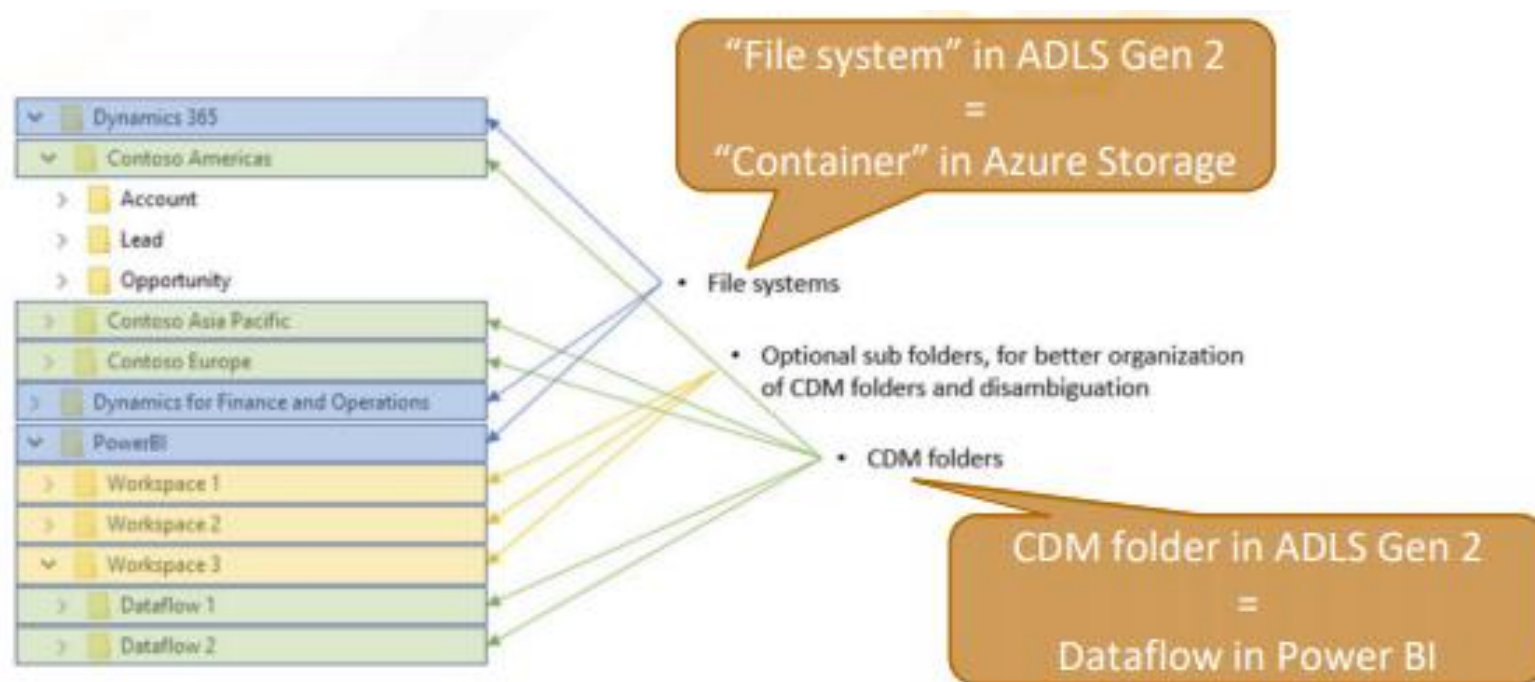 “File system” in ADLS Gen 2
=
“Container” in Azure Storage
Dynamics 365
Contoso Americas
Account
Lead
Opportunity
Contoso Asia Pacific
Contoso Europe
Dynamics for Finance and Operations
PowerBI
Workspace 1
Workspace 2
Workspace 3
Dataflow 1
Dataflow 2
• File systems
• Optional sub folders, for better organization
of CDM folders and disambiguation
• CDM folders
CDM folder in ADLS Gen 2
=
Dataflow in Power BI